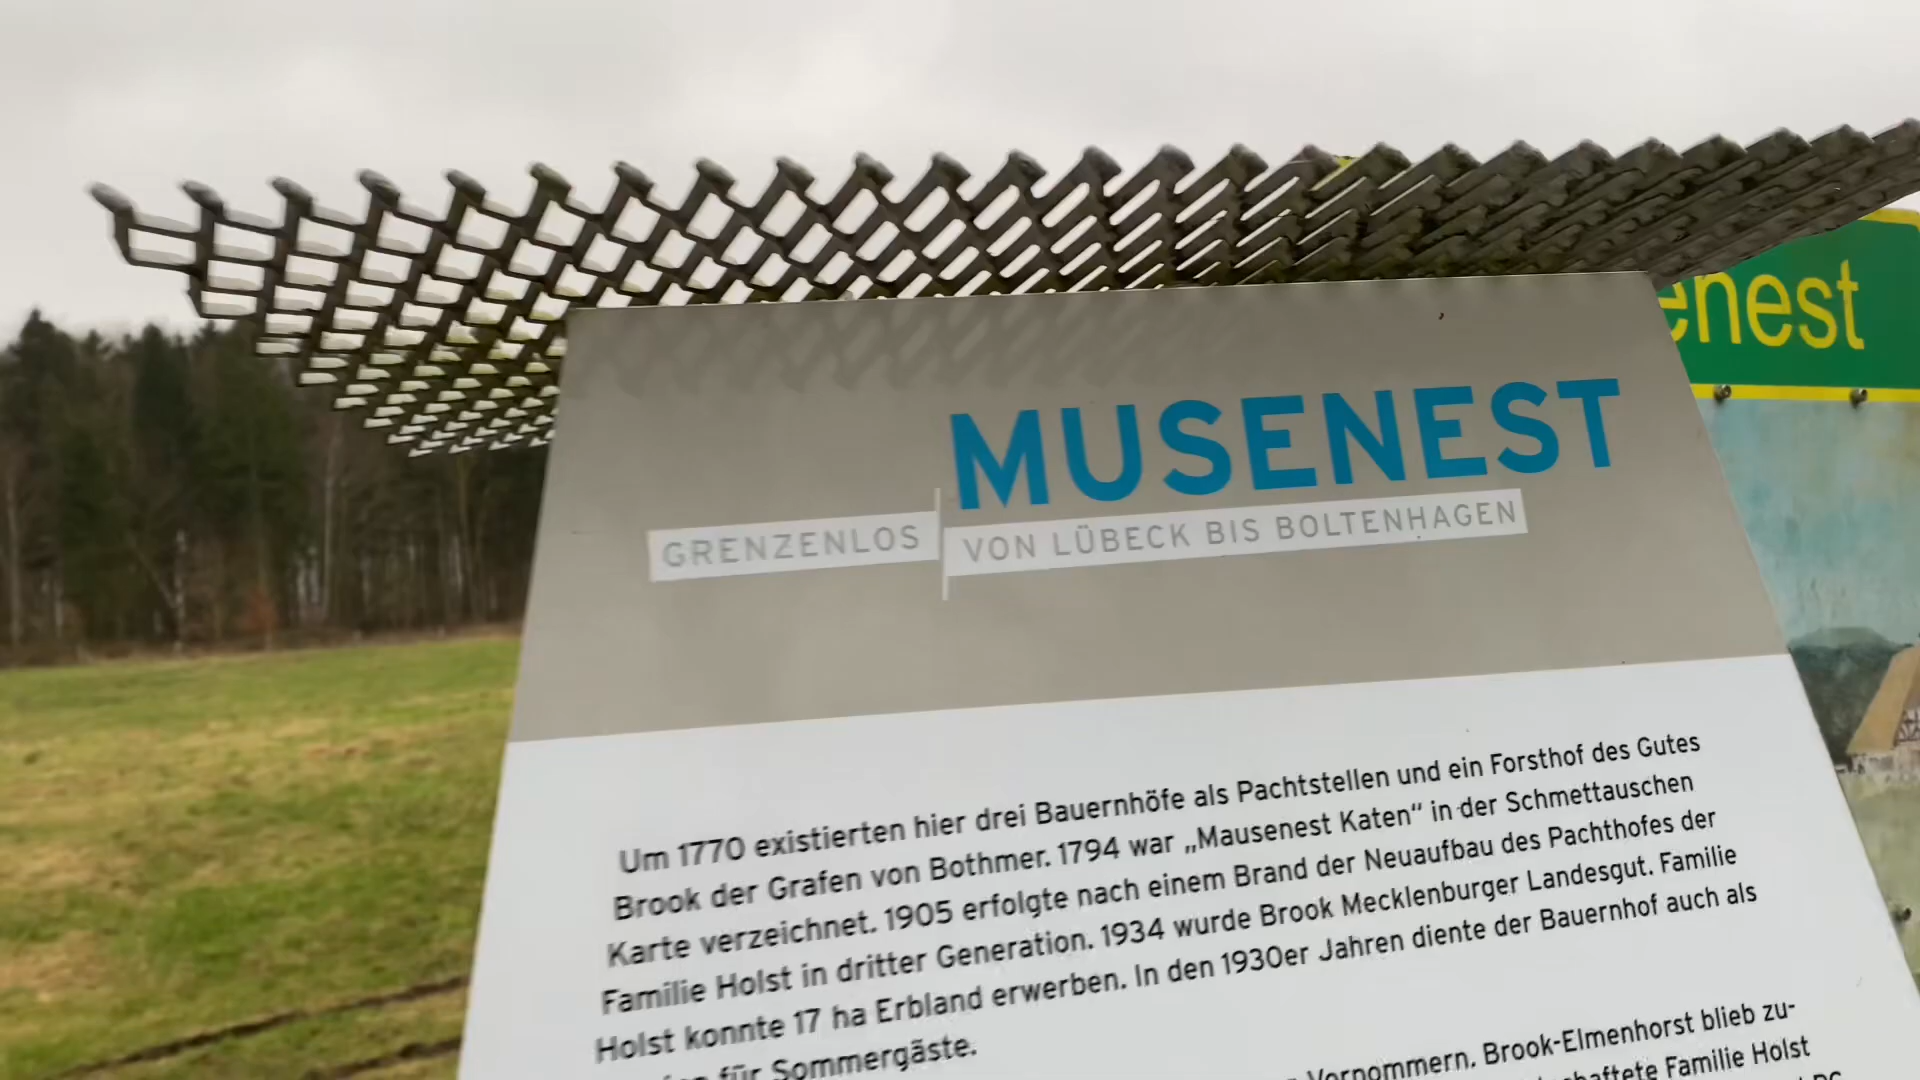 MUSENEST
GRENZENLOS VON LÜBECK BIS BOLTENHAGEN
enest
Um 1770 existierten hier drei Bauernhöfe als Pachtstellen und ein Forsthof des Gutes
Brook der Grafen von Bothmer. 1794 war „Mausenest Katen“ in der Schmettauschen
Karte verzeichnet. 1905 erfolgte nach einem Brand der Neuaufbau des Pachthofes der
Familie Holst in dritter Generation. 1934 wurde Brook Mecklenburger Landesgut. Familie
Holst konnte 17 ha Erbland erwerben. In den 1930er Jahren diente der Bauernhof auch als
für Sommergäste.
Vorpommern. Brook-Elmenhorst blieb zu-
Familie Holst